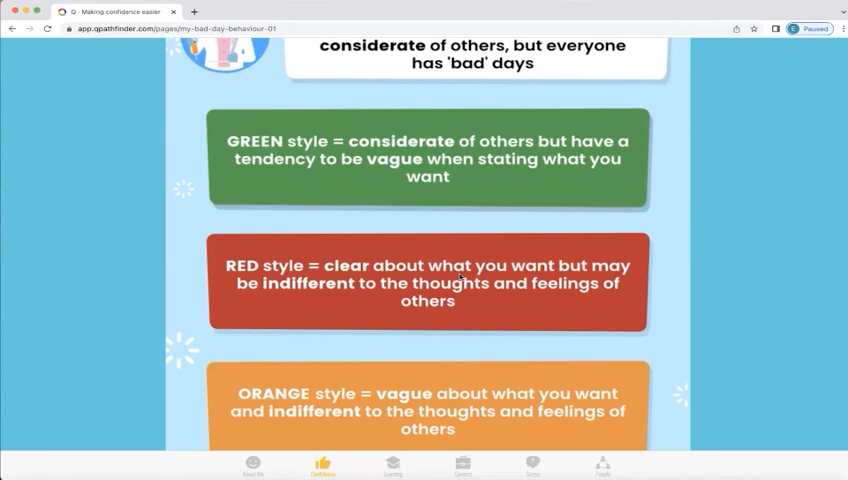 Q - Making confidence easier
app.qpathfinder.com/pages/my-bad-day-behaviour-01
E
Paused
considerate of others, but everyone
has 'bad' days
GREEN style = considerate of others but have a
tendency to be vague when stating what you
want
RED style = clear about what you want but may
be indifferent to the thoughts and feelings of
others
ORANGE style = vague about what you want
and indifferent to the thoughts and feelings of
others
About Me
Confidence
Learning
Careers
Stress
People